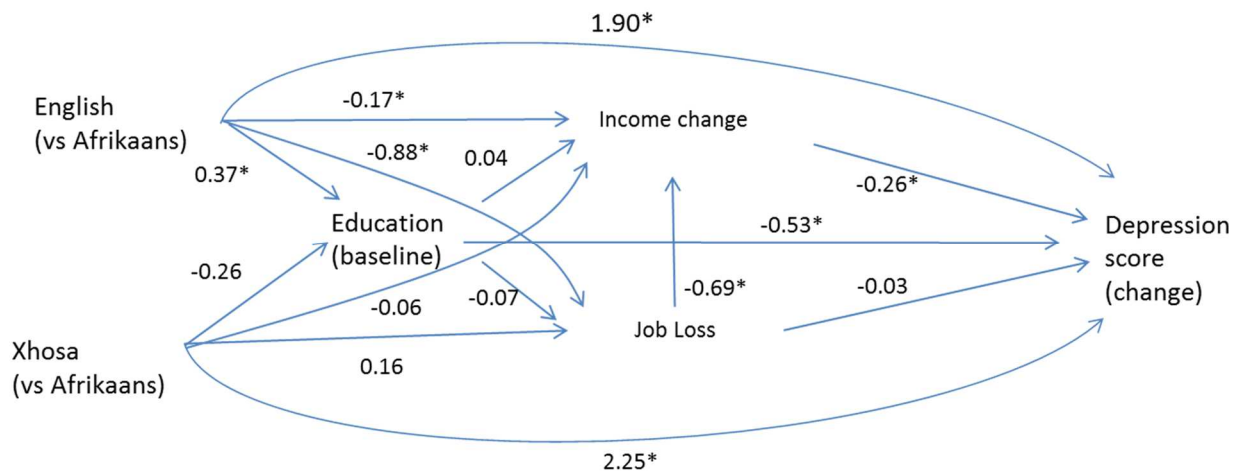 1.90*
English
(vs Afrikaans)
-0.17*
Income change
-0.88*
0.04
0.37*
-0.26*
Education
(baseline)
-0.53*
Depression
score
(change)
-0.26
-0.06
-0.07
-0.69*
-0.03
Job Loss
Xhosa
(vs Afrikaans)
0.16
2.25*